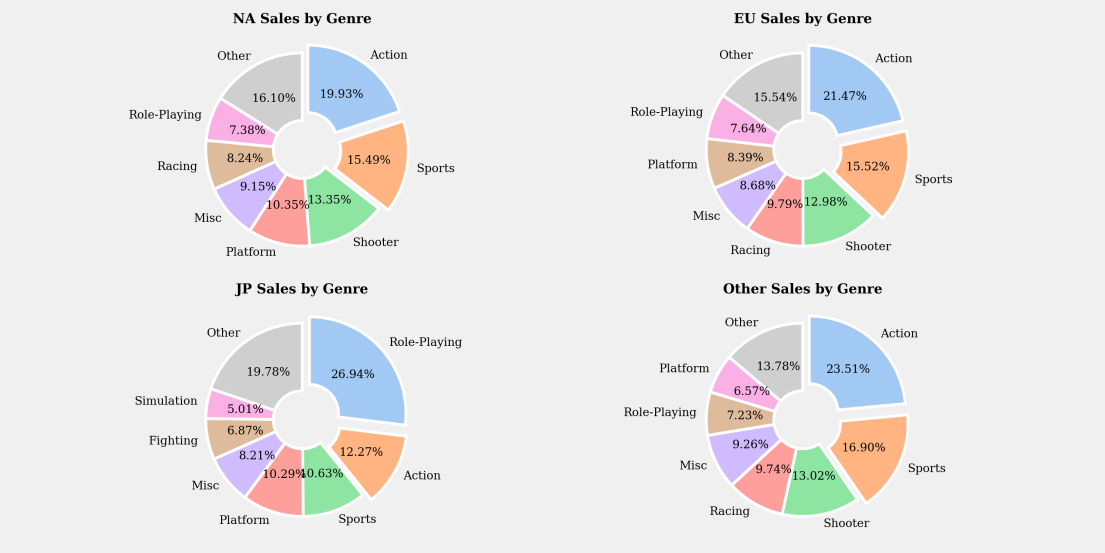 NA Sales by Genre
Action
19.93%
Sports
15.49%
Shooter
13.35%
Platform
10.35%
Misc
9.15%
Racing
8.24%
Role-Playing
7.38%
Other
16.10%
EU Sales by Genre
Action
21.47%
Sports
15.52%
Shooter
12.98%
Racing
9.79%
Misc
8.68%
Platform
8.39%
Role-Playing
7.64%
Other
15.54%
JP Sales by Genre
Role-Playing
26.94%
Action
12.27%
Sports
10.63%
Platform
10.29%
Misc
8.21%
Fighting
6.87%
Simulation
5.01%
Other
19.78%
Other Sales by Genre
Action
23.51%
Sports
16.90%
Shooter
13.02%
Racing
9.74%
Misc
9.26%
Role-Playing
7.23%
Platform
6.57%
Other
13.78%